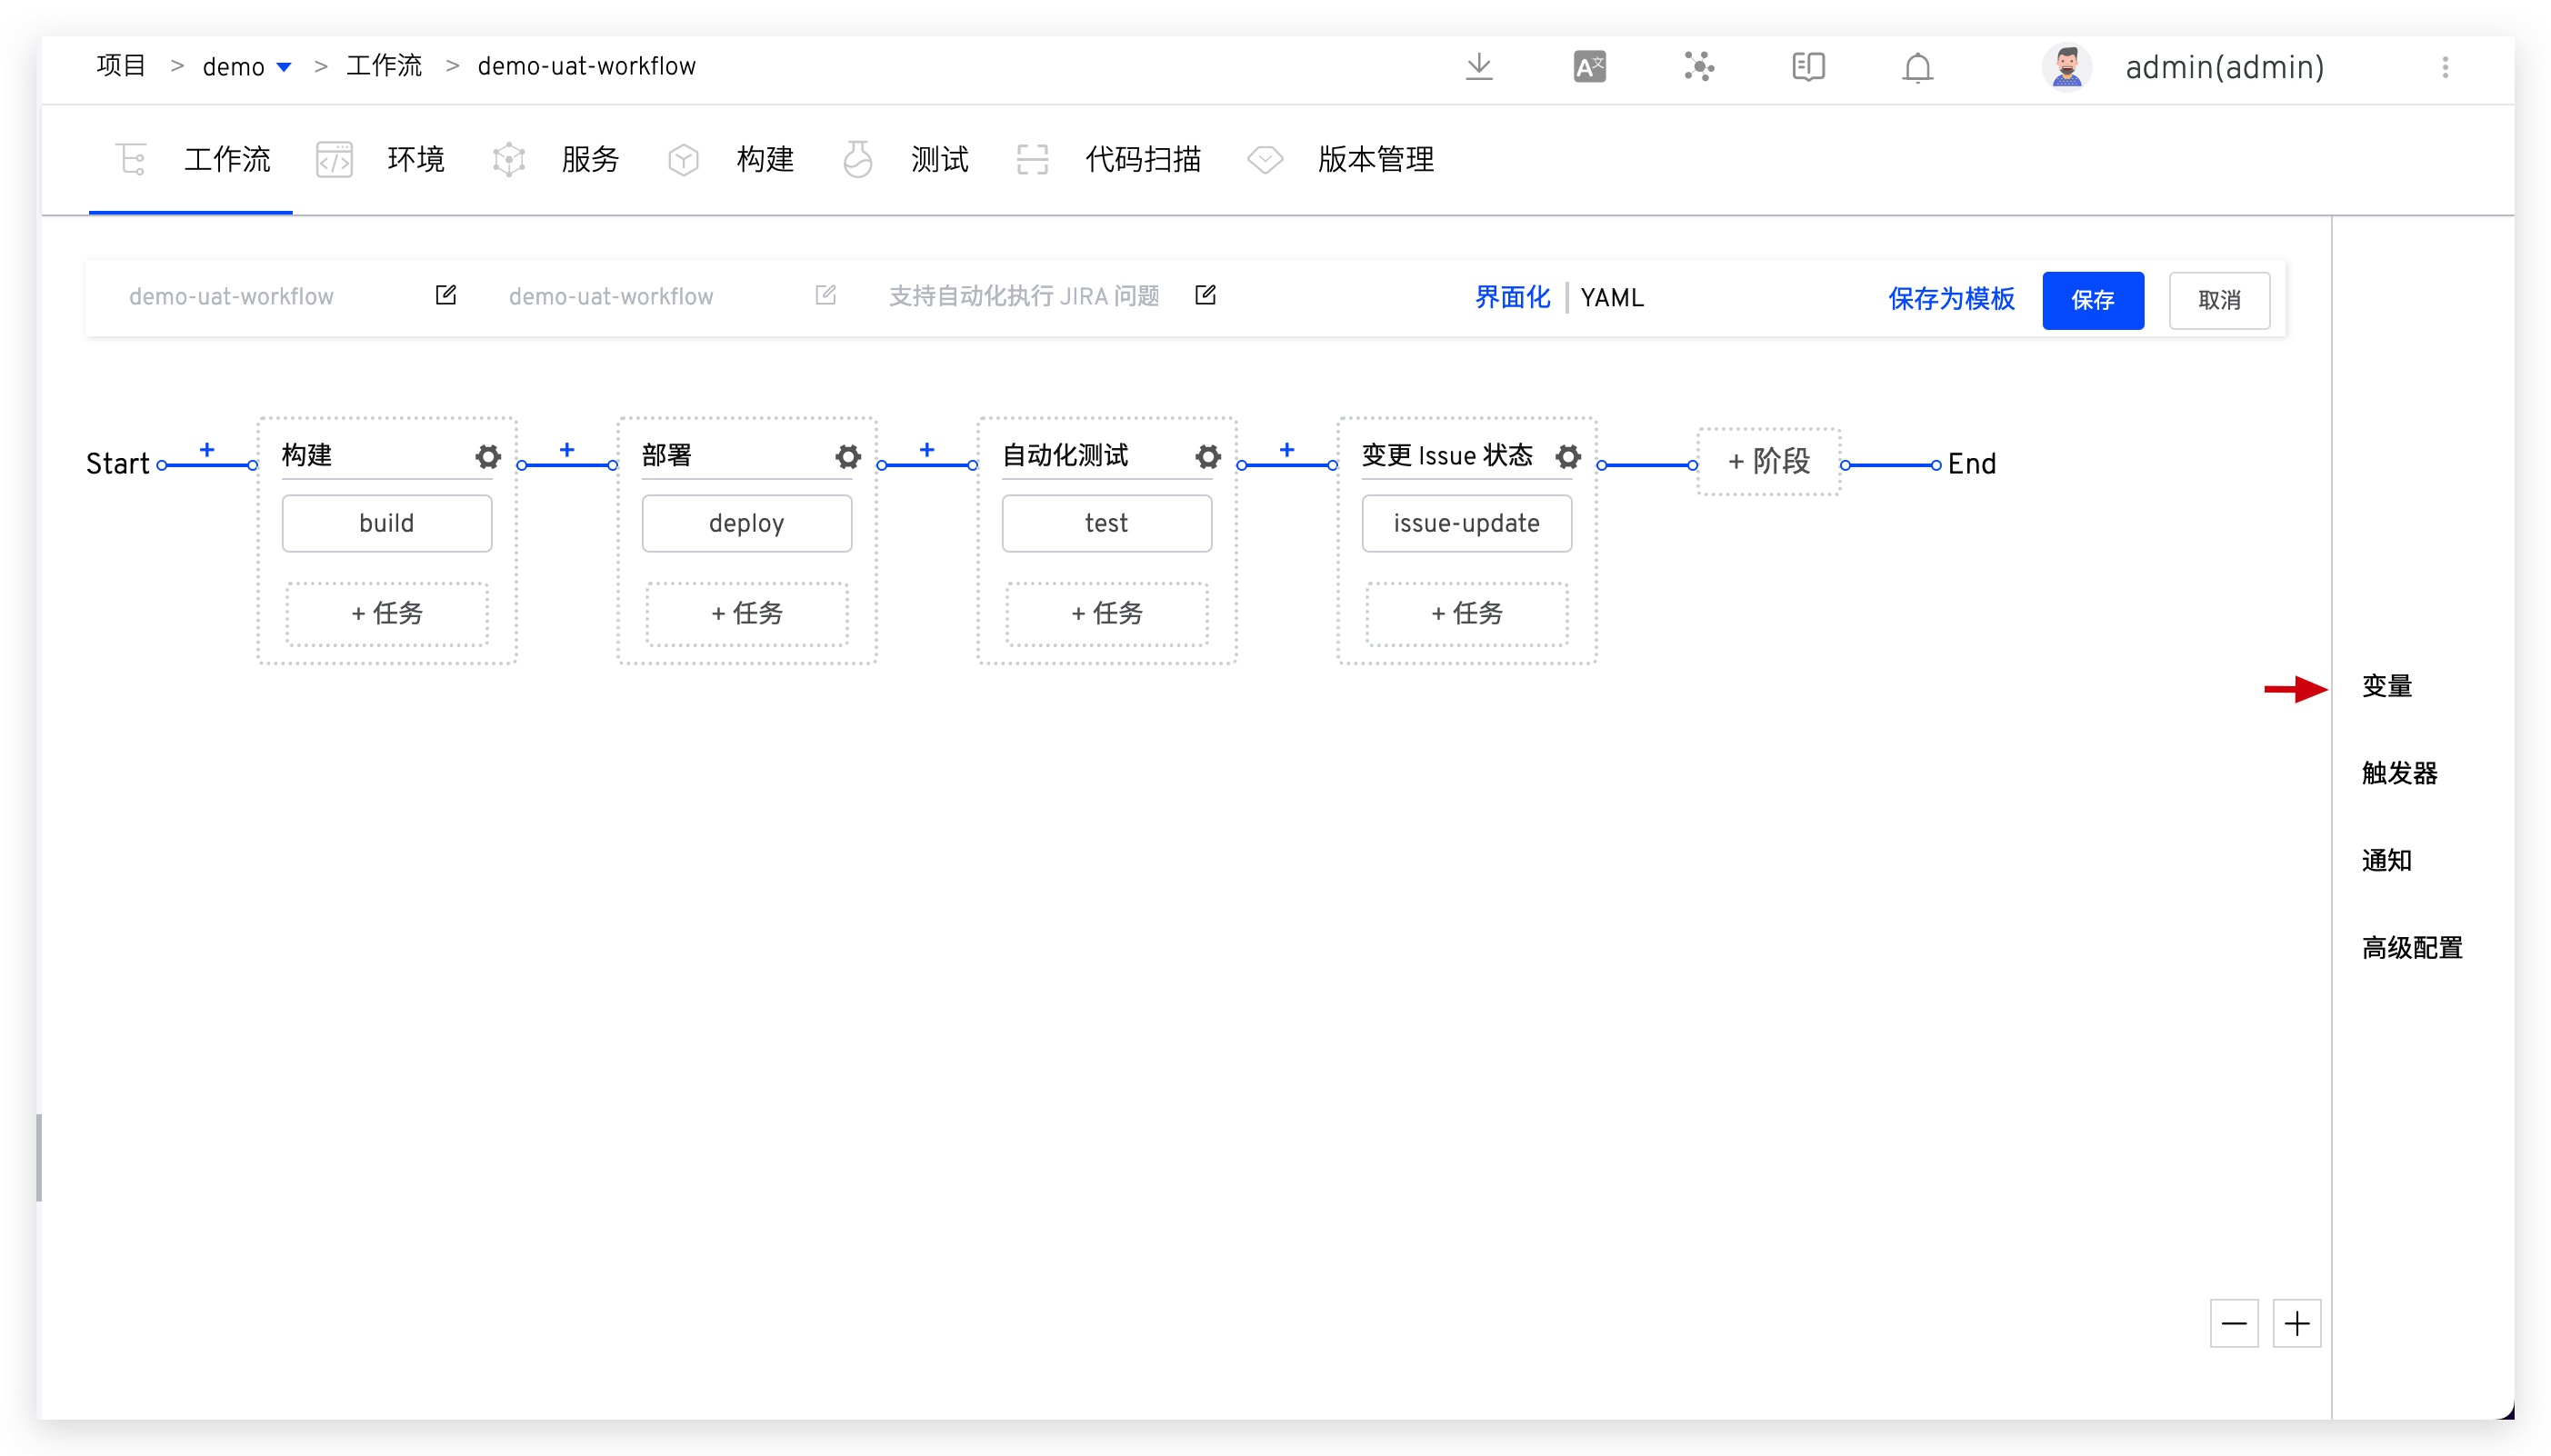 项目 > demo > 工作流 > demo-uat-workflow
admin(admin)
工作流 环境 服务 构建 测试 代码扫描 版本管理
demo-uat-workflow demo-uat-workflow 支持自动化执行 JIRA 问题 界面化 | YAML 保存为模板 保存 取消
Start + 构建 + 部署 + 自动化测试 + 变更 Issue 状态 + 阶段 End
build deploy test issue-update
+ 任务 + 任务 + 任务 + 任务
变量
触发器
通知
高级配置